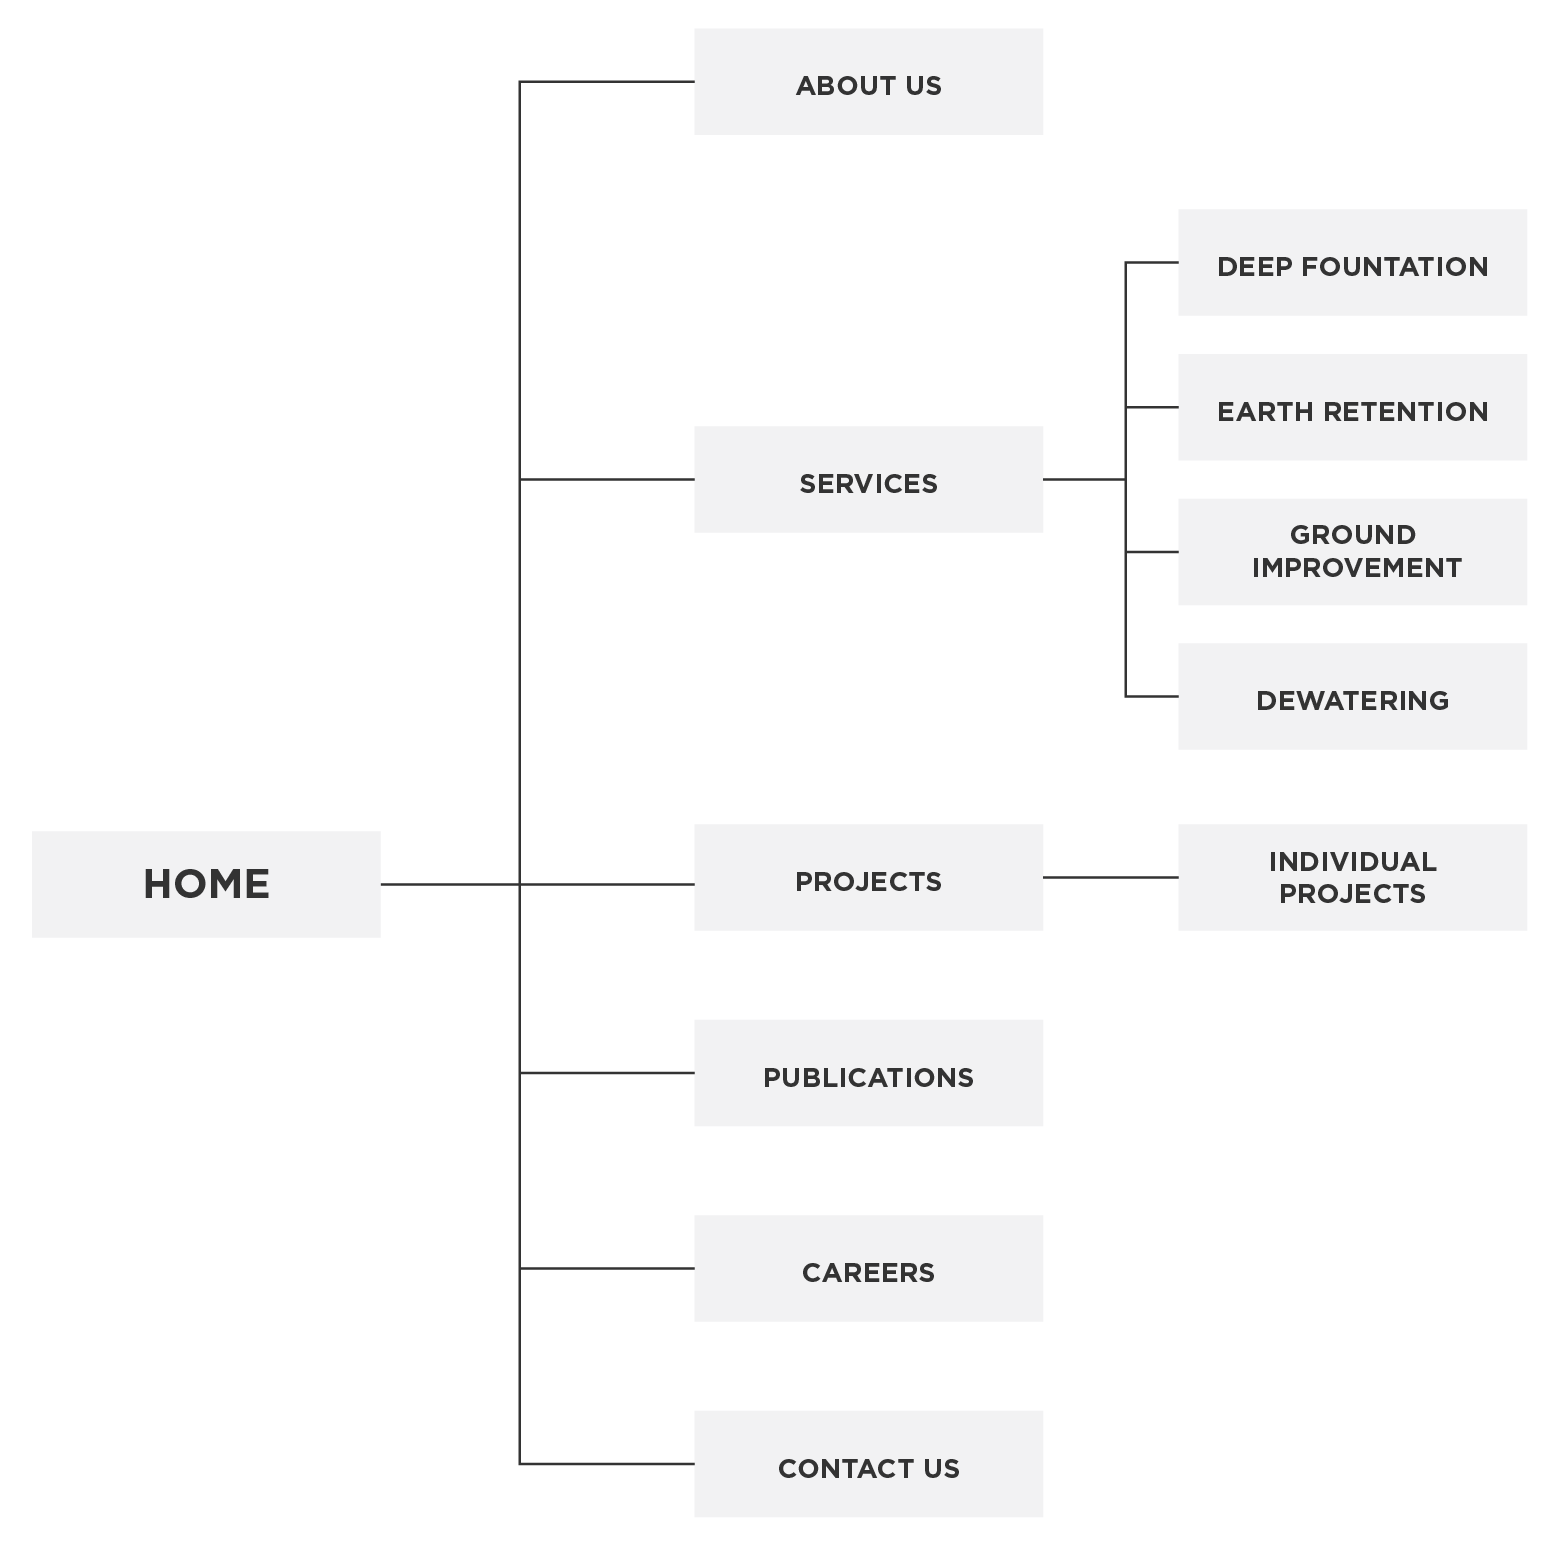 ABOUT US
DEEP FOUNTATION
EARTH RETENTION
SERVICES
GROUND
IMPROVEMENT
DEWATERING
HOME
PROJECTS
INDIVIDUAL
PROJECTS
PUBLICATIONS
CAREERS
CONTACT US